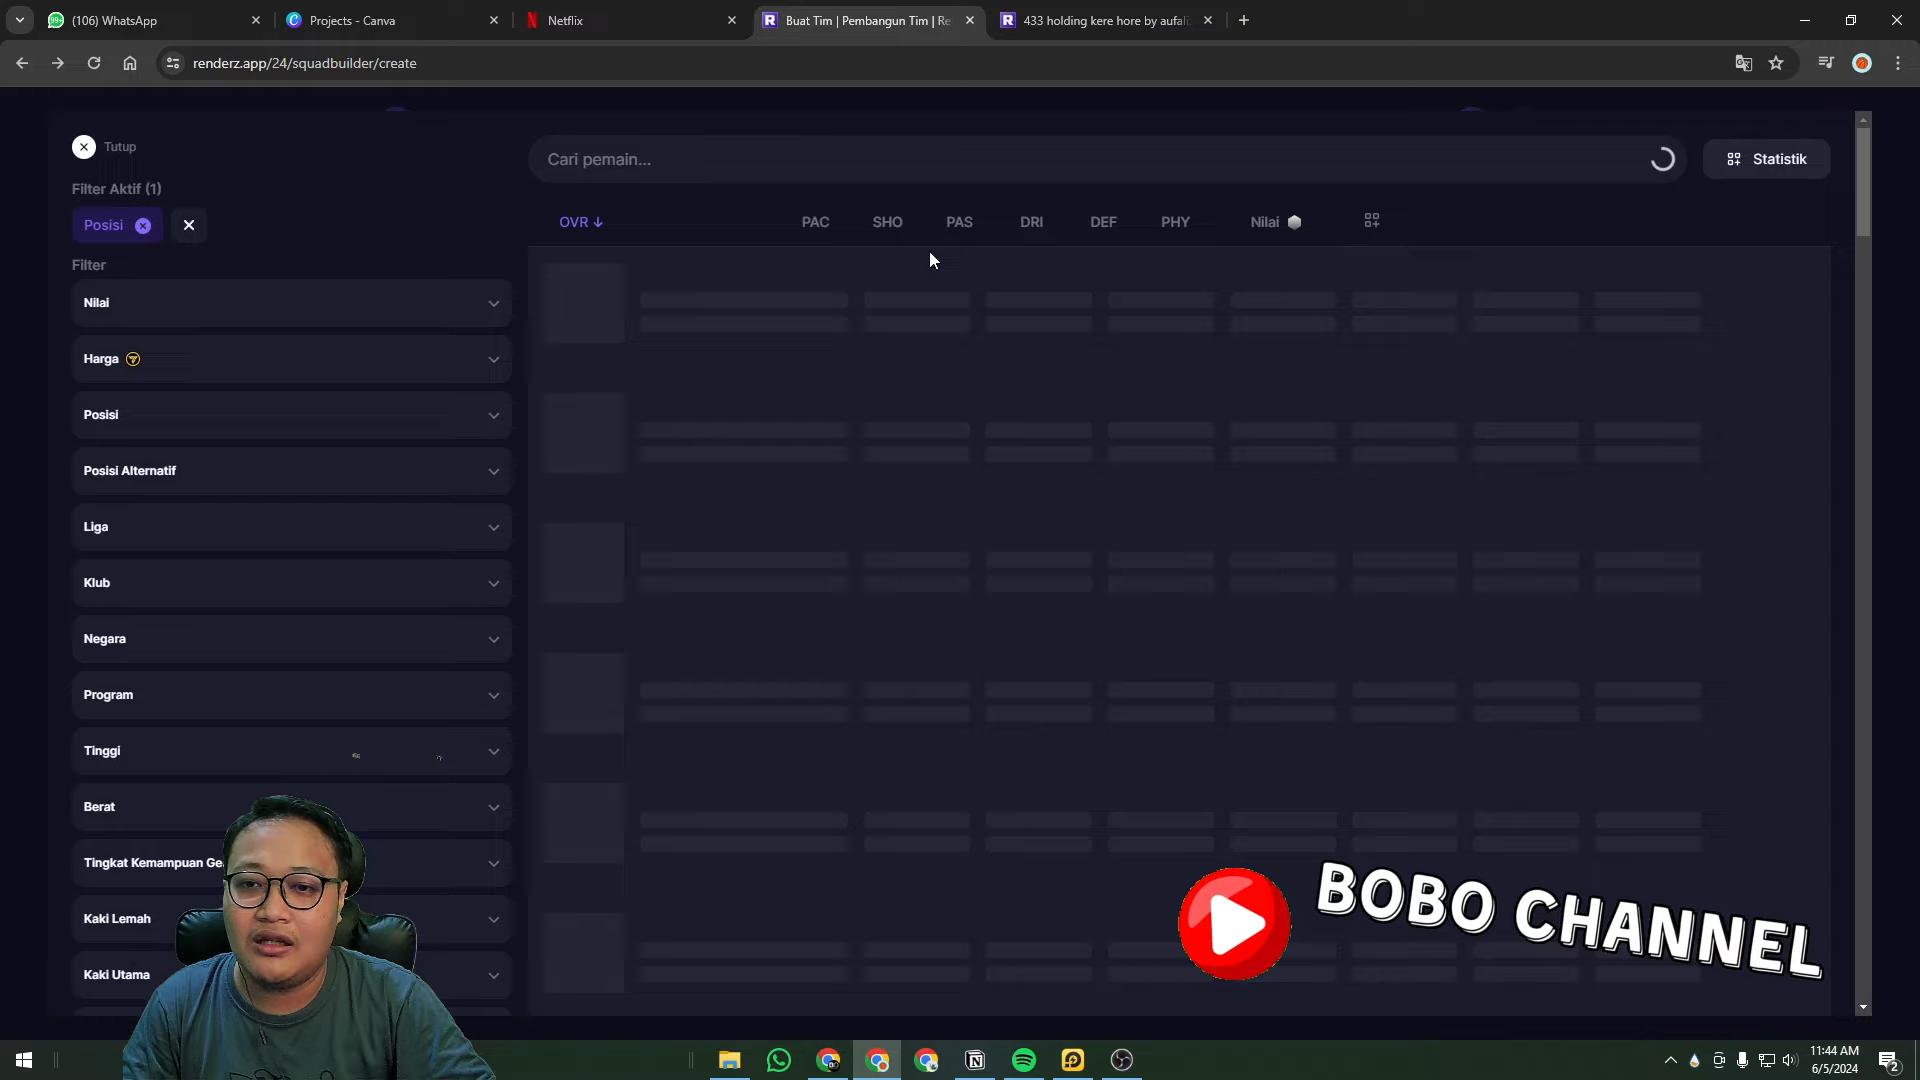 (106) WhatsApp
Projects - Canva
Netflix
Buat Tim | Pembangun Tim | Re
433 holding kere hore by aufal
renderz.app/24/squadbuilder/create
Tutup
Cari pemain...
Statistik
Filter Aktif (1)
Posisi
OVR
PAC
SHO
PAS
DRI
DEF
PHY
Nilai
Filter
Nilai
Harga
Posisi
Posisi Alternatif
Liga
Klub
Negara
Program
Tinggi
Berat
Tingkat Kemampuan Ge
Kaki Lemah
Kaki Utama
BOBO CHANNEL
11:44 AM
6/5/2024
2